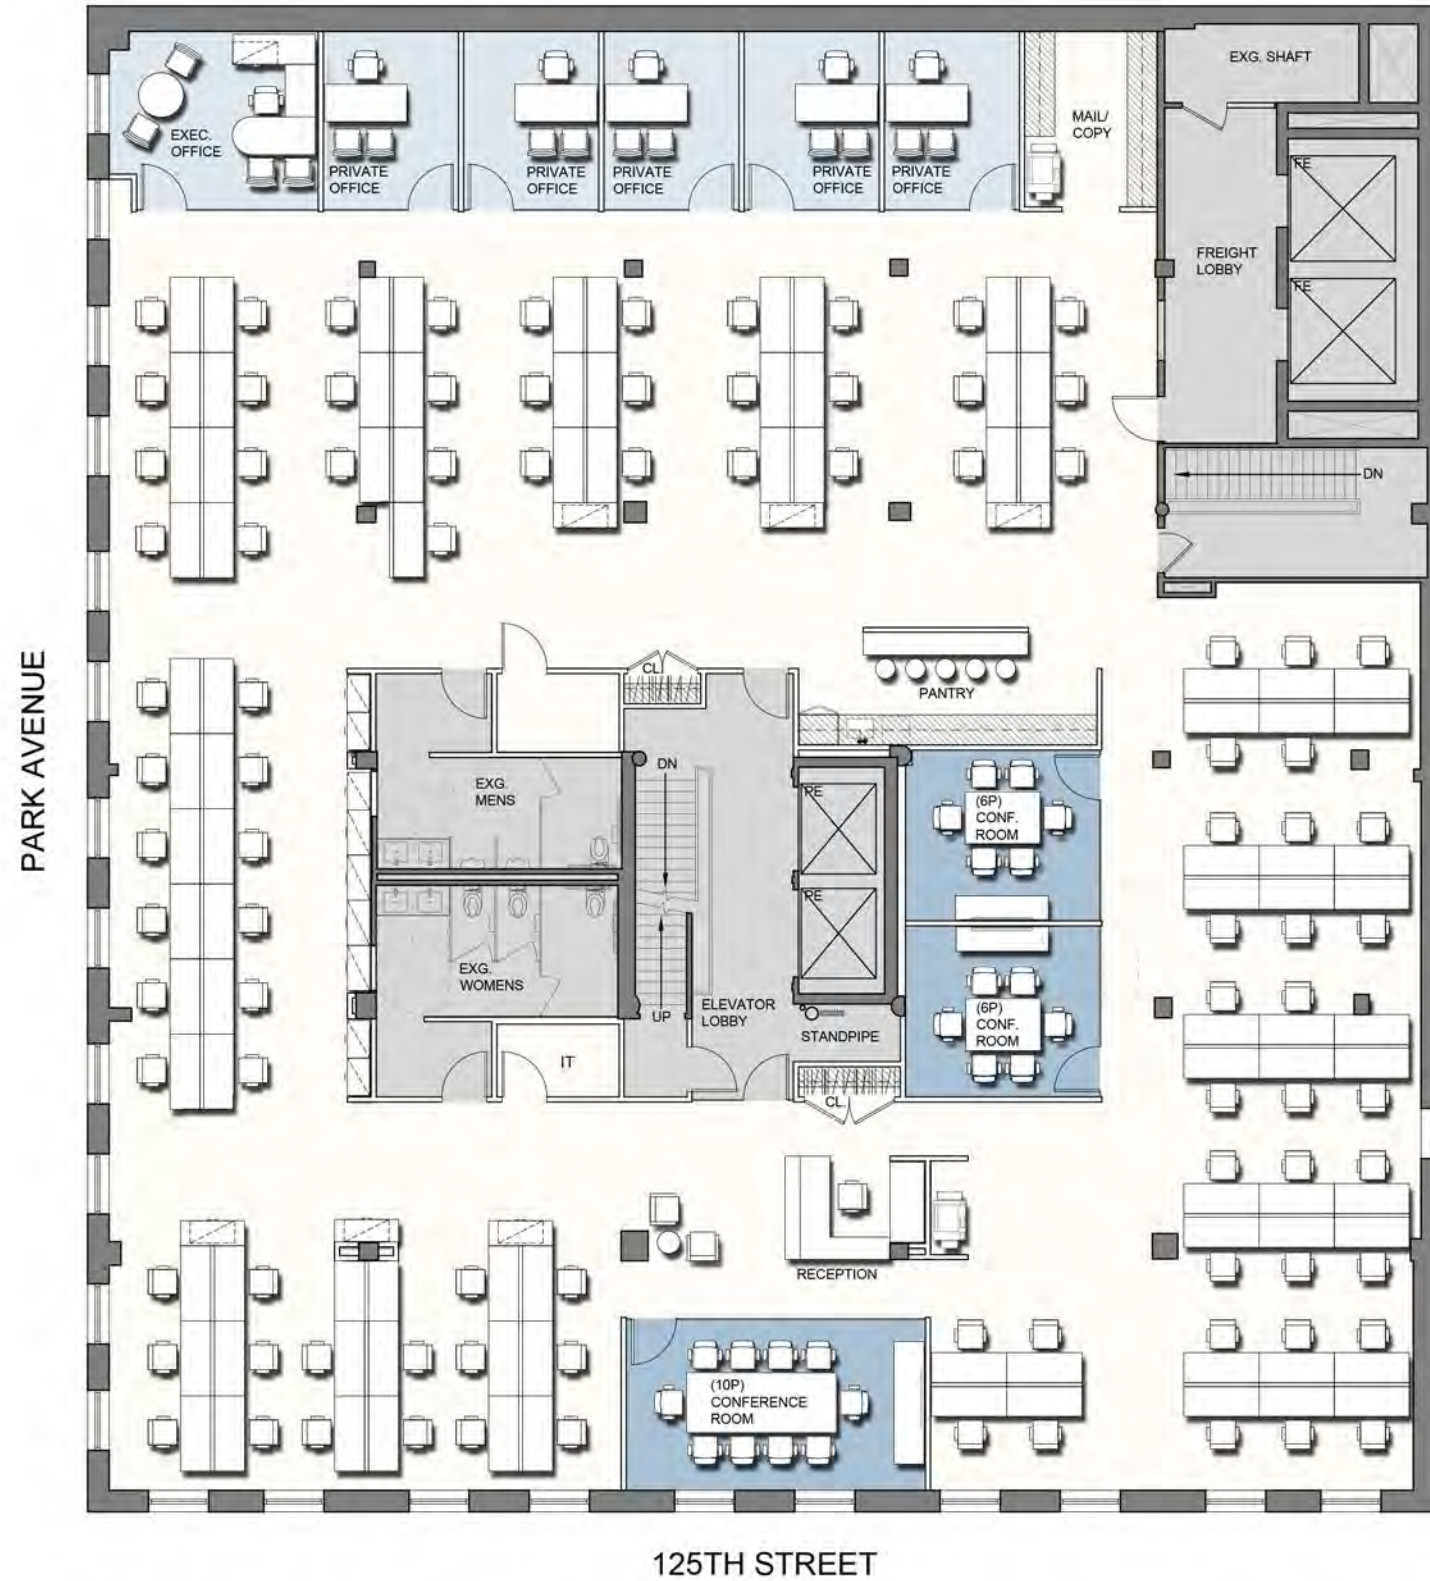 EXG. SHAFT
EXEC.
OFFICE
PRIVATE
OFFICE
PRIVATE
OFFICE
PRIVATE
OFFICE
PRIVATE
OFFICE
PRIVATE
OFFICE
MAIL/
COPY
FE
FREIGHT
LOBBY
FE
DN
PARK AVENUE
CL.
PANTRY
DN
EXG.
MENS
PE
(6P)
CONF.
ROOM
PE
EXG.
WOMENS
UP
ELEVATOR
LOBBY
STANDPIPE
(6P)
CONF.
ROOM
IT
CL.
RECEPTION
(10P)
CONFERENCE
ROOM
125TH STREET